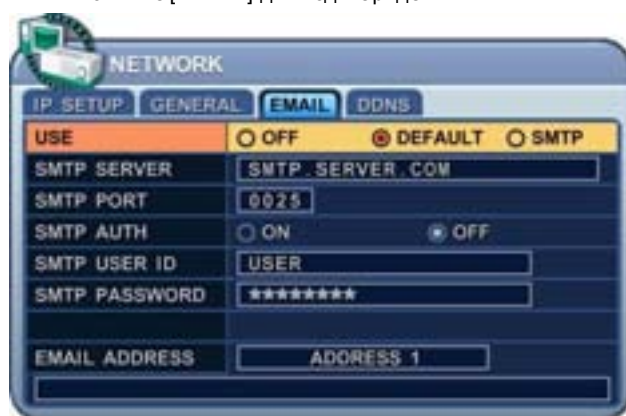 NETWORK
IP SETUP GENERAL EMAIL DDNS
USE OFF DEFAULT SMTP
SMTP SERVER SMTP.SERVER.COM
SMTP PORT 0025
SMTP AUTH ON OFF
SMTP USER ID USER
SMTP PASSWORD ********
EMAIL ADDRESS ADDRESS 1